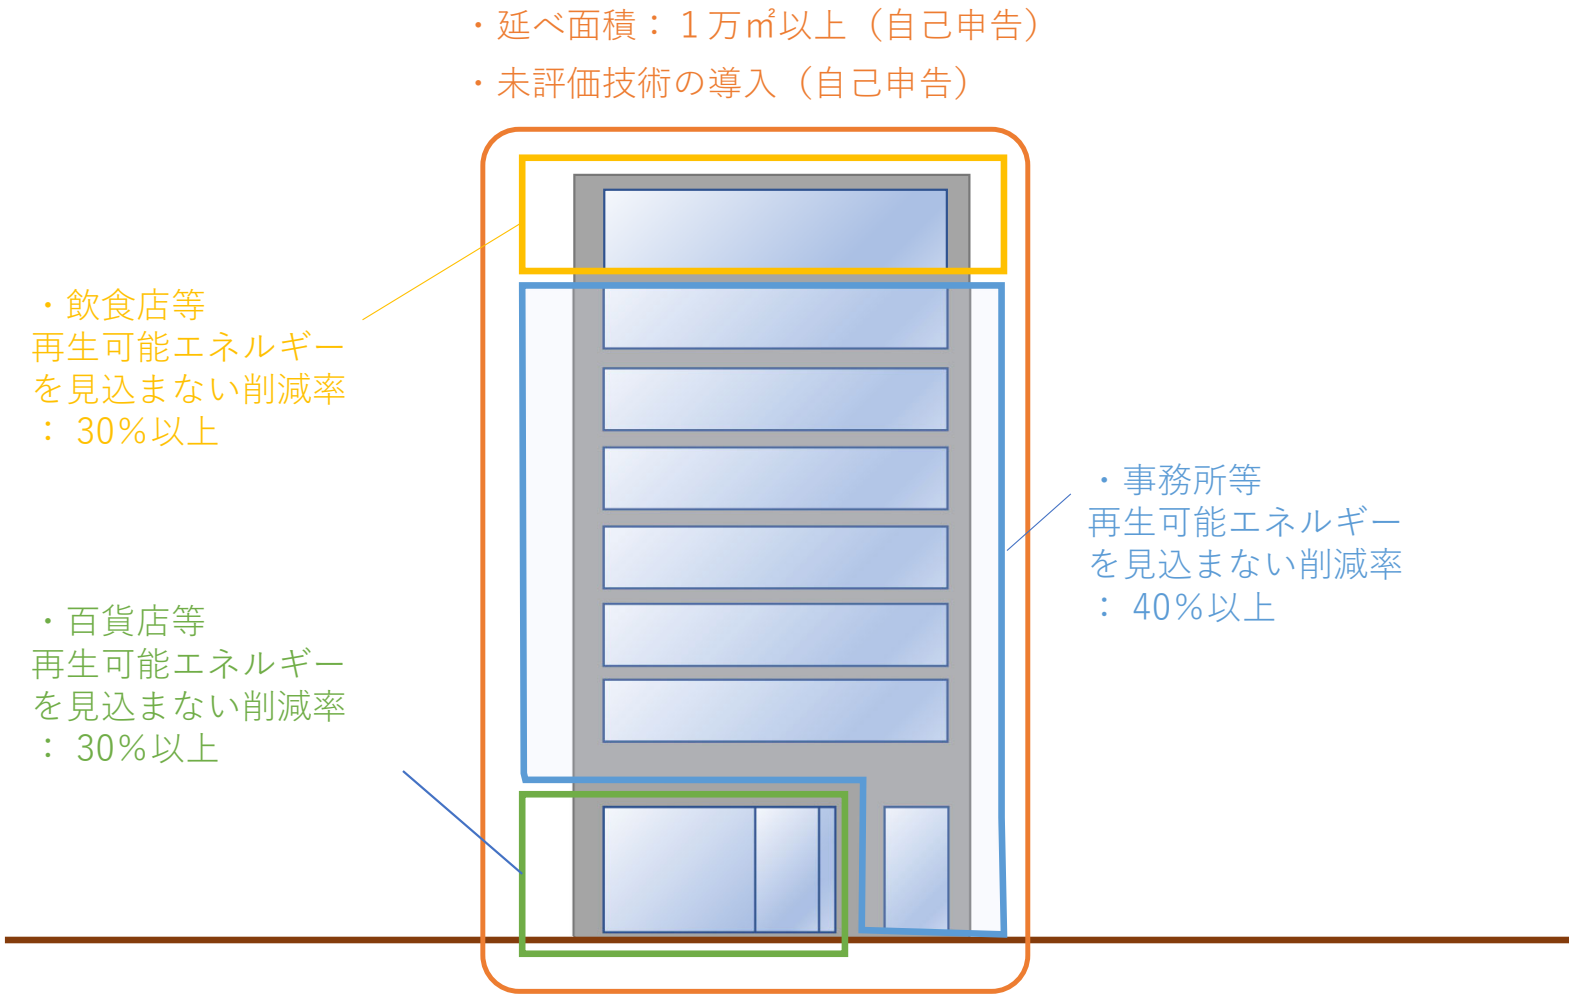 ・延べ面積：１万㎡以上（自己申告）
・未評価技術の導入（自己申告）
・飲食店等
再生可能エネルギー
を見込まない削減率
： 30％以上
・事務所等
再生可能エネルギー
を見込まない削減率
： 40％以上
・百貨店等
再生可能エネルギー
を見込まない削減率
： 30％以上